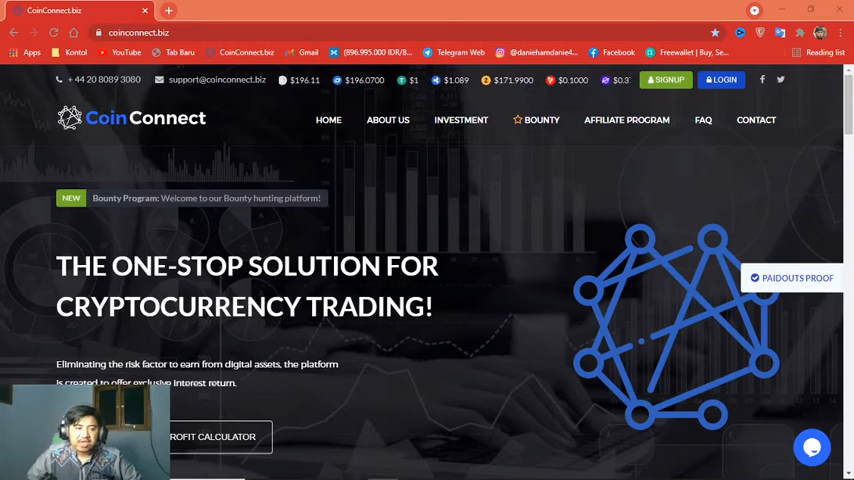 CoinConnect.biz
coinconnect.biz
Apps Kontol YouTube Tab Baru CoinConnect.biz Gmail (896.995.000 IDR/B... Telegram Web @daniehamdanie4... Facebook Freewallet | Buy, Se... Reading list
+ 44 20 8089 3080 support@coinconnect.biz $196.11 $196.0700 $1 $1.089 $171.9900 $0.1000 $0.3 SIGNUP LOGIN
CoinConnect HOME ABOUT US INVESTMENT BOUNTY AFFILIATE PROGRAM FAQ CONTACT
NEW Bounty Program: Welcome to our Bounty hunting platform!
THE ONE-STOP SOLUTION FOR
CRYPTOCURRENCY TRADING!
PAIDOUTS PROOF
Eliminating the risk factor to earn from digital assets, the platform
is created to offer exclusive interest return.
ROFIT CALCULATOR